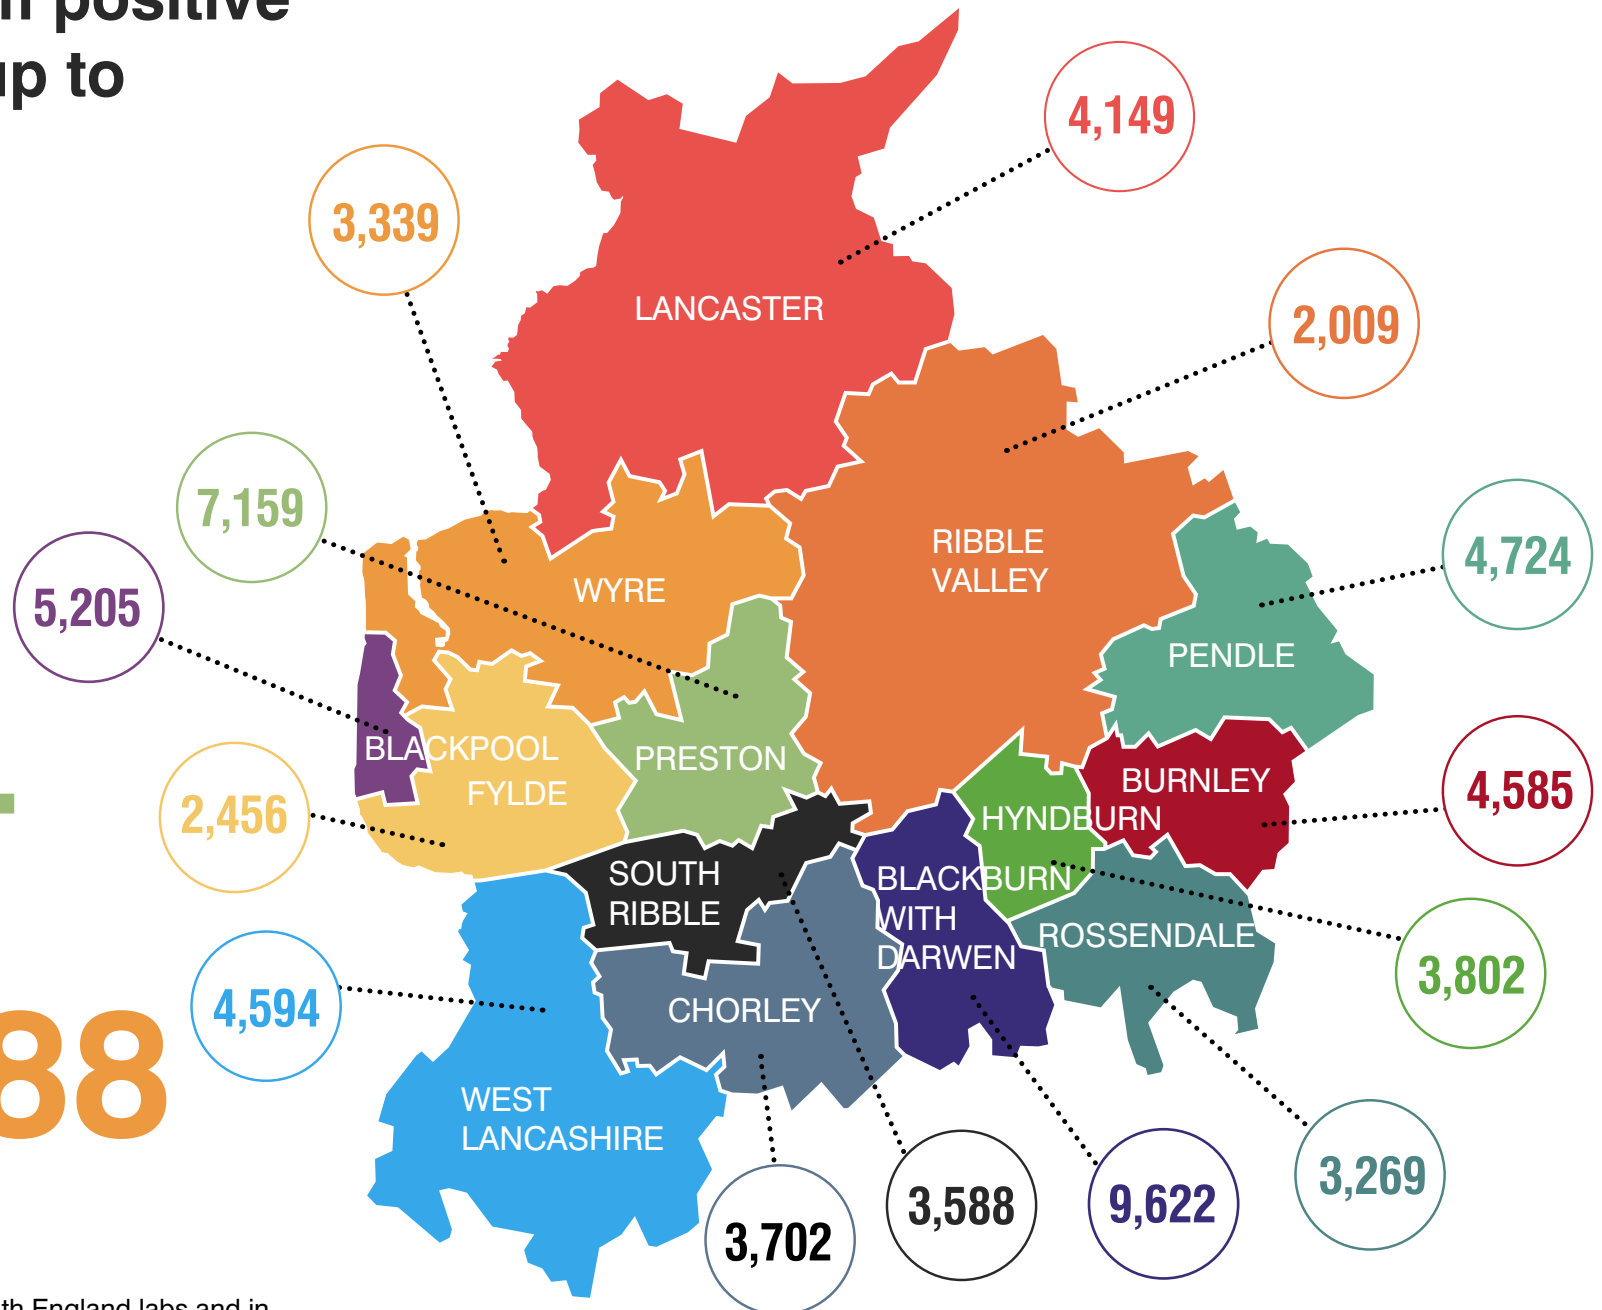 positive
up to
4,149
3,339
LANCASTER
2,009
7,159
5,205
RIBBLE
VALLEY
WYRE
4,724
PENDLE
BLACKPOOL
FYLDE
PRESTON
2,456
HYNDBURN
BURNLEY
4,585
SOUTH
RIBBLE
BLACKBURN
WITH
DARWEN
ROSSENDALE
4,594
CHORLEY
3,802
88
WEST
LANCASHIRE
3,702
3,588
9,622
3,269
th England labs and in